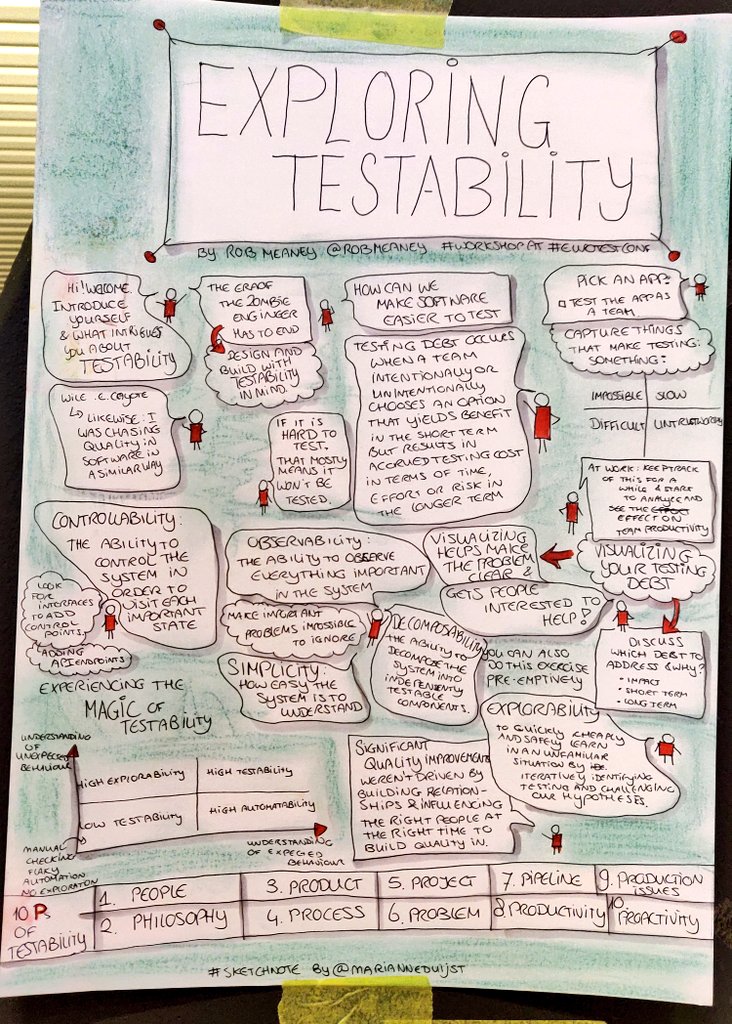 EXPLORING
TESTABILITY
BY ROB MEANEY @ROBMEANEY #WORKSHOP AT #EUROTESTCONF
Hi! WELCOME.
INTRODUCE
YOURSELF
& WHAT INTRIGUES
YOU ABOUT
TESTABILITY
WILE .E. COYOTE
↳ LIKEWISE: I
WAS CHASING
QUALITY IN
SOFTWARE IN
A SIMILAR WAY
THE ERA OF
THE ZOMBIE
ENGINEER
HAS TO END
DESIGN AND
BUILD WITH
TESTABILITY
IN MIND.
HOW CAN WE
MAKE SOFTWARE
EASIER TO TEST
TESTING DEBT OCCURS
WHEN A TEAM
INTENTIONALLY OR
UNINTENTIONALLY
CHOOSES AN OPTION
THAT YIELDS BENEFIT
IN THE SHORT TERM
BUT RESULTS IN
ACCRUED TESTING COST
IN TERMS OF TIME,
EFFORT OR RISK IN
THE LONGER TERM
IF IT IS
HARD TO
TEST.
THAT MOSTLY
MEANS IT
WON'T BE
TESTED.
PICK AN APP:
TEST THE APP AS
A TEAM
CAPTURE THINGS
THAT MAKE TESTING
SOMETHING:
IMPOSSIBLE SLOW
DIFFICULT UNTRUSTWORTHY
AT WORK: KEEP TRACK
OF THIS FOR A
WHILE & START
TO ANALYZE AND
SEE THE EFFECT
EFFECT ON
TEAM PRODUCTIVITY
VISUALIZING
YOUR TESTING
DEBT
VISUALIZING
HELPS MAKE
THE PROBLEM
CLEAR &
GETS PEOPLE
INTERESTED TO
HELP!
DISCUSS
WHICH DEBT TO
ADDRESS & WHY?
• IMPACT
• SHORT TERM
• LONG TERM
YOU CAN ALSO
DO THIS EXERCISE
PRE-EMPTIVELY
CONTROLLABILITY:
THE ABILITY TO
CONTROL THE
SYSTEM IN
ORDER TO
VISIT EACH
IMPORTANT
STATE
LOOK
FOR INTERFACES
TO ADD
CONTROL
POINTS.
ADDING API ENDPOINTS
OBSERVABILITY:
THE ABILITY TO OBSERVE
EVERYTHING IMPORTANT
IN THE SYSTEM
MAKE IMPORTANT
PROBLEMS IMPOSSIBLE
TO IGNORE
SIMPLICITY:
HOW EASY THE
SYSTEM IS TO
UNDERSTAND
DECOMPOSABILITY
THE ABILITY TO
DECOMPOSE THE
SYSTEM INTO
INDEPENDENTLY
TESTABLE
COMPONENTS.
EXPLORABILITY
TO QUICKLY CHEAPLY
AND SAFELY LEARN
IN AN UNFAMILIAR
SITUATION BY
ITERATIVELY IDENTIFYING
TESTING AND CHALLENGING
OUR HYPOTHESES.
EXPERIENCING THE
MAGIC OF
TESTABILITY
UNDERSTANDING
OF
UNEXPECTED
BEHAVIOUR
HIGH EXPLORABILITY HIGH TESTABILITY
LOW TESTABILITY HIGH AUTOMATABILITY
MANUAL
CHECKING
FLAKY
AUTOMATION
NO EXPLORATION
UNDERSTANDING
OF EXPECTED
BEHAVIOUR
SIGNIFICANT
QUALITY IMPROVEMENTS
WEREN'T DRIVEN BY
BUILDING RELATION-
SHIPS & INFLUENCING
THE RIGHT PEOPLE AT
THE RIGHT TIME TO
BUILD QUALITY IN.
10 Ps
OF
TESTABILITY
1. PEOPLE 3. PRODUCT 5. PROJECT 7. PIPELINE 9. PRODUCTION ISSUES
2. PHILOSOPHY 4. PROCESS 6. PROBLEM 8. PRODUCTIVITY 10. PROACTIVITY
#SKETCHNOTE BY @MARIANNEDUIJST